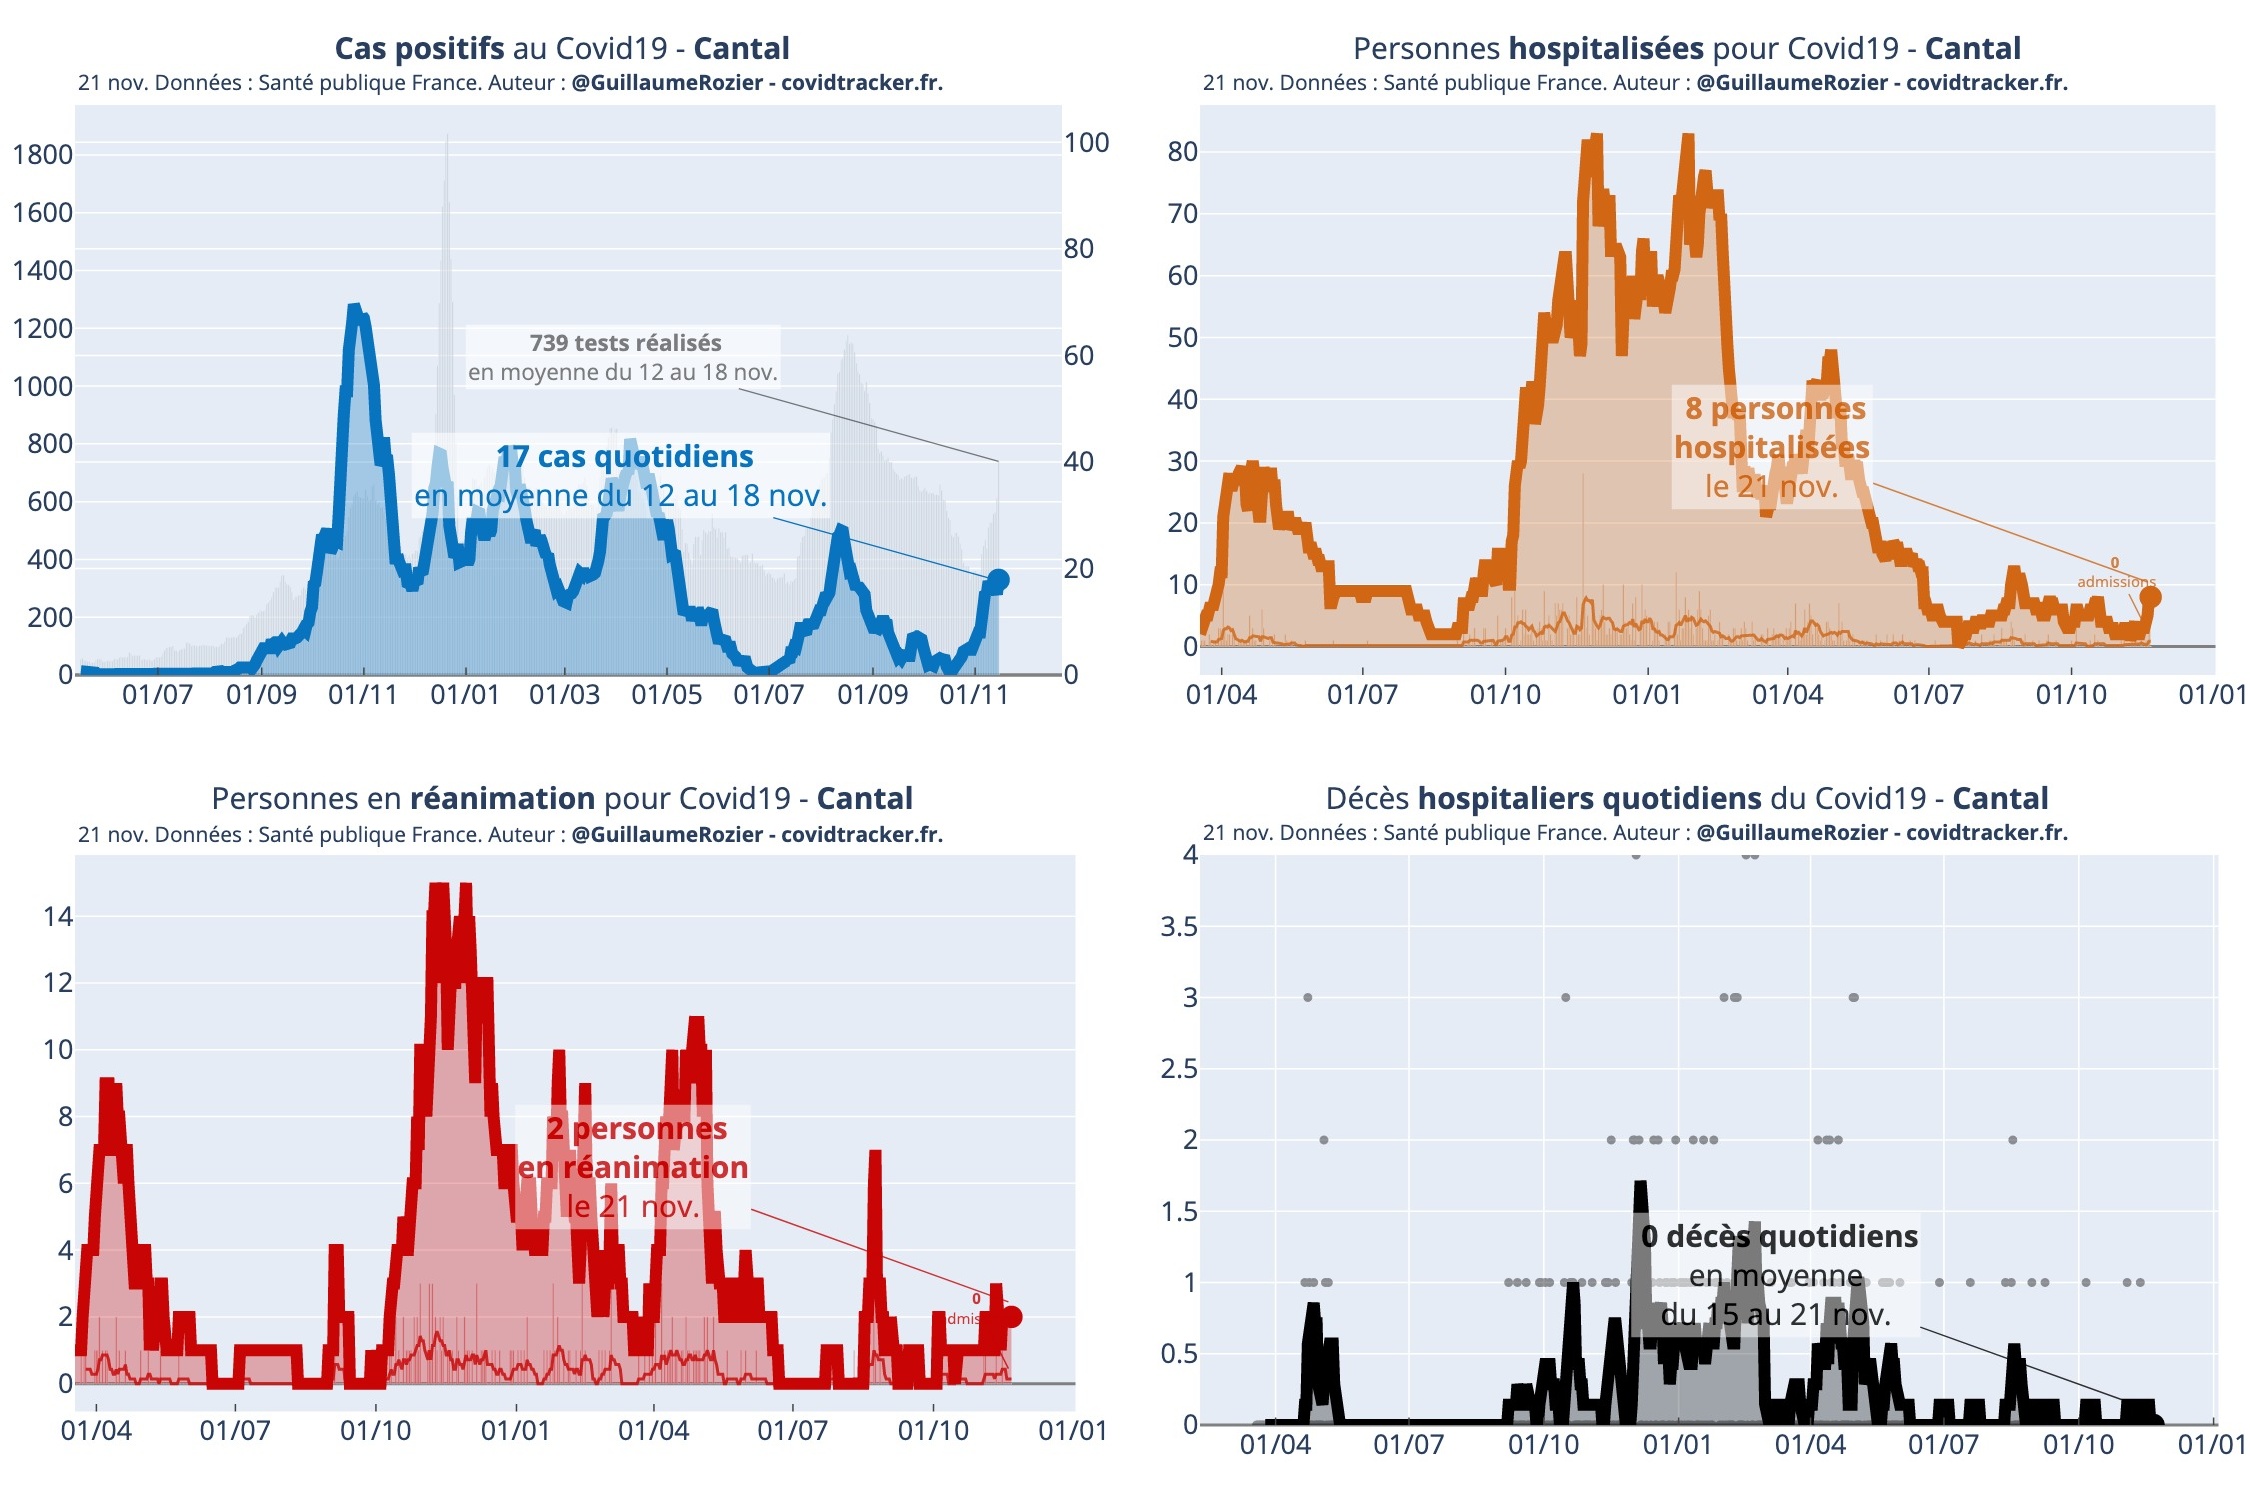 Cas positifs au Covid19 - Cantal
21 nov. Données : Santé publique France. Auteur : @GuillaumeRozier - covidtracker.fr.
1800
1600
1400
1200
1000
800
600
400
200
0
100
80
60
40
20
0
739 tests réalisés
en moyenne du 12 au 18 nov.
17 cas quotidiens
en moyenne du 12 au 18 nov.
01/07 01/09 01/11 01/01 01/03 01/05 01/07 01/09 01/11
Personnes hospitalisées pour Covid19 - Cantal
21 nov. Données : Santé publique France. Auteur : @GuillaumeRozier - covidtracker.fr.
80
70
60
50
40
30
20
10
0
8 personnes
hospitalisées
le 21 nov.
0
admissions
01/04 01/07 01/10 01/01 01/04 01/07 01/10 01/01
Personnes en réanimation pour Covid19 - Cantal
21 nov. Données : Santé publique France. Auteur : @GuillaumeRozier - covidtracker.fr.
14
12
10
8
6
4
2
0
2 personnes
en réanimation
le 21 nov.
0
01/04 01/07 01/10 01/01 01/04 01/07 01/10 01/01
Décès hospitaliers quotidiens du Covid19 - Cantal
21 nov. Données : Santé publique France. Auteur : @GuillaumeRozier - covidtracker.fr.
4
3.5
3
2.5
2
1.5
1
0.5
0
0 décès quotidiens
en moyenne
du 15 au 21 nov.
01/04 01/07 01/10 01/01 01/04 01/07 01/10 01/01